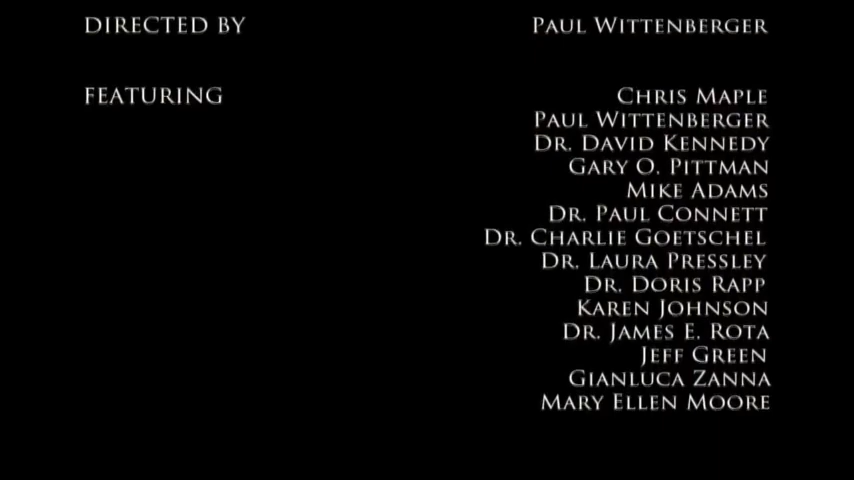 DIRECTED BY PAUL WITTENBERGER
FEATURING CHRIS MAPLE
PAUL WITTENBERGER
DR. DAVID KENNEDY
GARY O. PITTMAN
MIKE ADAMS
DR. PAUL CONNETT
DR. CHARLIE GOETSCHEL
DR. LAURA PRESSLEY
DR. DORIS RAPP
KAREN JOHNSON
DR. JAMES E. ROTA
JEFF GREEN
GIANLUCA ZANNA
MARY ELLEN MOORE